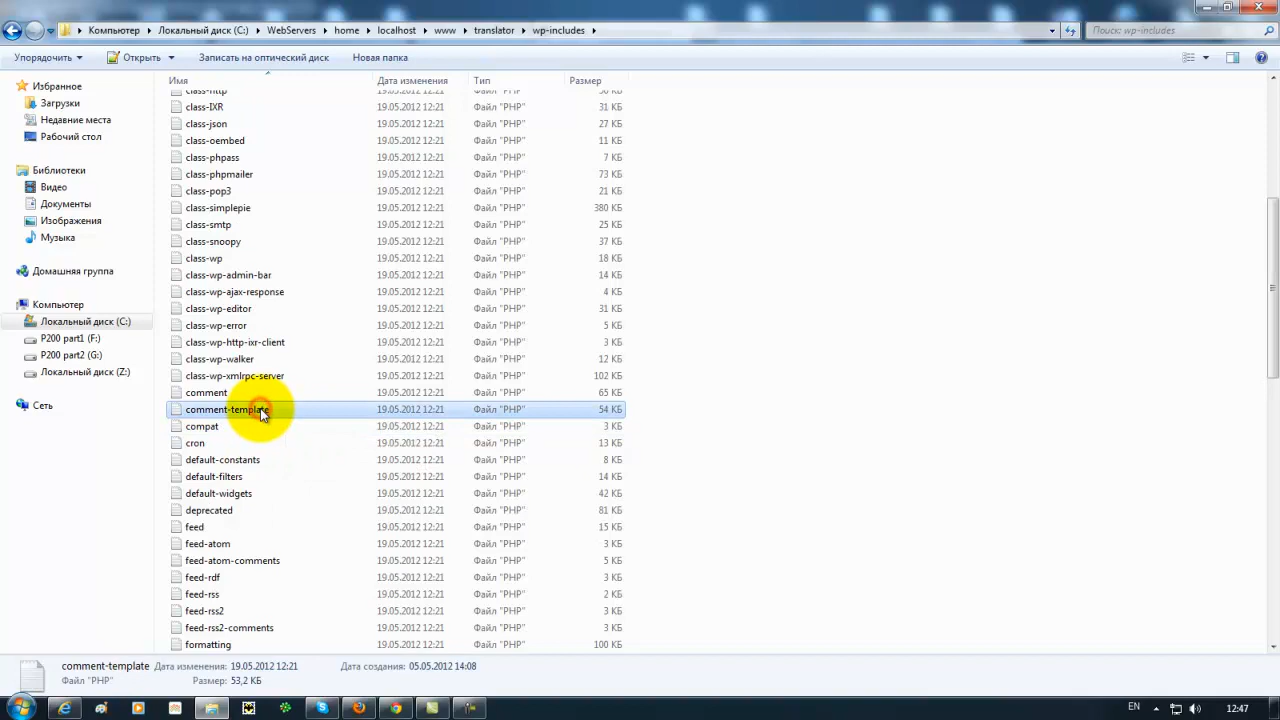 Компьютер ▸ Локальный диск (C:) ▸ WebServers ▸ home ▸ localhost ▸ www ▸ translator ▸ wp-includes ▸
Поиск: wp-includes
Упорядочить Открыть Записать на оптический диск Новая папка
Имя Дата изменения Тип Размер
Избранное
Загрузки
Недавние места
Рабочий стол
Библиотеки
Видео
Документы
Изображения
Музыка
Домашняя группа
Компьютер
Локальный диск (C:)
P200 part1 (F:)
P200 part2 (G:)
Локальный диск (Z:)
Сеть
class-http 19.05.2012 12:21 Файл "PHP"
class-IXR 19.05.2012 12:21 Файл "PHP" 31 КБ
class-json 19.05.2012 12:21 Файл "PHP" 27 КБ
class-oembed 19.05.2012 12:21 Файл "PHP" 11 КБ
class-phpass 19.05.2012 12:21 Файл "PHP" 7 КБ
class-phpmailer 19.05.2012 12:21 Файл "PHP" 73 КБ
class-pop3 19.05.2012 12:21 Файл "PHP" 21 КБ
class-simplepie 19.05.2012 12:21 Файл "PHP" 380 КБ
class-smtp 19.05.2012 12:21 Файл "PHP" 25 КБ
class-snoopy 19.05.2012 12:21 Файл "PHP" 37 КБ
class-wp 19.05.2012 12:21 Файл "PHP" 18 КБ
class-wp-admin-bar 19.05.2012 12:21 Файл "PHP" 14 КБ
class-wp-ajax-response 19.05.2012 12:21 Файл "PHP" 4 КБ
class-wp-editor 19.05.2012 12:21 Файл "PHP" 31 КБ
class-wp-error 19.05.2012 12:21 Файл "PHP" 5 КБ
class-wp-http-ixr-client 19.05.2012 12:21 Файл "PHP" 3 КБ
class-wp-walker 19.05.2012 12:21 Файл "PHP" 12 КБ
class-wp-xmlrpc-server 19.05.2012 12:21 Файл "PHP" 102 КБ
comment 19.05.2012 12:21 Файл "PHP" 65 КБ
comment-template 19.05.2012 12:21 Файл "PHP" 54 КБ
compat 19.05.2012 12:21 Файл "PHP" 3 КБ
cron 19.05.2012 12:21 Файл "PHP" 13 КБ
default-constants 19.05.2012 12:21 Файл "PHP" 8 КБ
default-filters 19.05.2012 12:21 Файл "PHP" 14 КБ
default-widgets 19.05.2012 12:21 Файл "PHP" 42 КБ
deprecated 19.05.2012 12:21 Файл "PHP" 81 КБ
feed 19.05.2012 12:21 Файл "PHP" 15 КБ
feed-atom 19.05.2012 12:21 Файл "PHP" 3 КБ
feed-atom-comments 19.05.2012 12:21 Файл "PHP" 5 КБ
feed-rdf 19.05.2012 12:21 Файл "PHP" 3 КБ
feed-rss 19.05.2012 12:21 Файл "PHP" 2 КБ
feed-rss2 19.05.2012 12:21 Файл "PHP" 3 КБ
feed-rss2-comments 19.05.2012 12:21 Файл "PHP" 3 КБ
formatting 19.05.2012 12:21 Файл "PHP" 100 КБ
comment-template Дата изменения: 19.05.2012 12:21 Дата создания: 05.05.2012 14:08
Файл "PHP" Размер: 53,2 КБ
EN 12:47